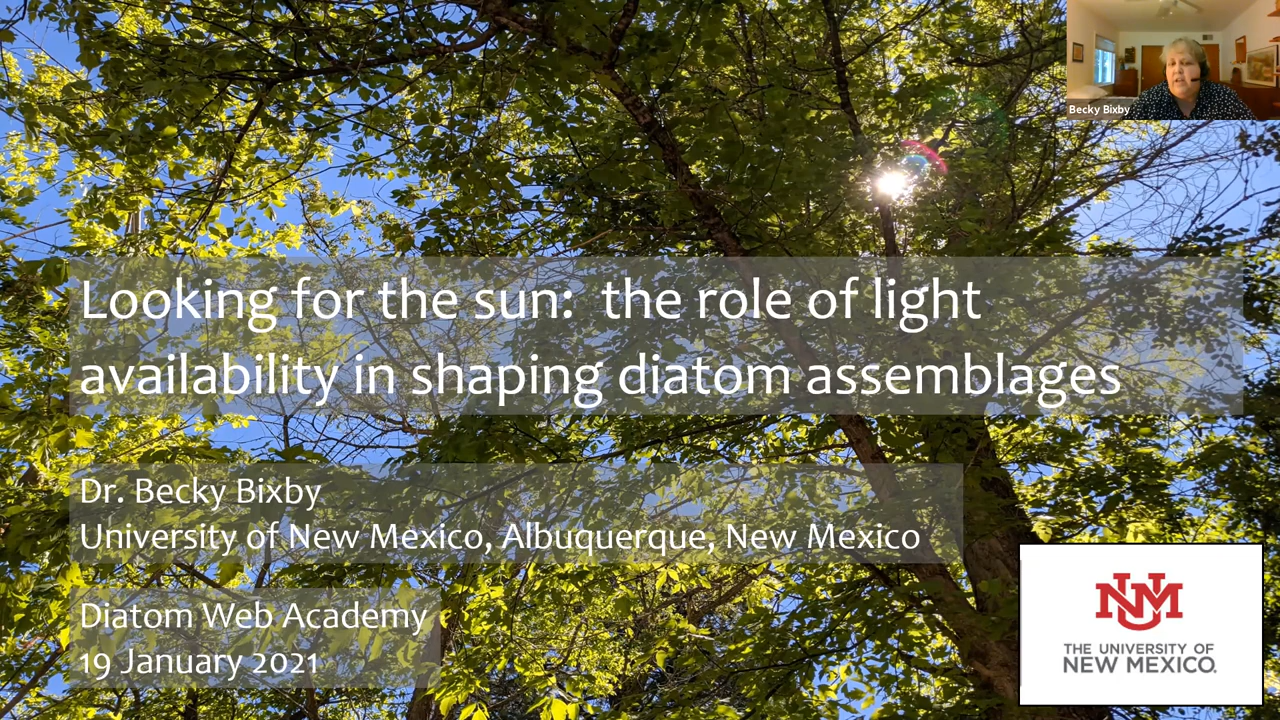 Becky Bixby
Looking for the sun:  the role of light
availability in shaping diatom assemblages
Dr. Becky Bixby
University of New Mexico, Albuquerque, New Mexico
Diatom Web Academy
19 January 2021
UNM
THE UNIVERSITY OF
NEW MEXICO.